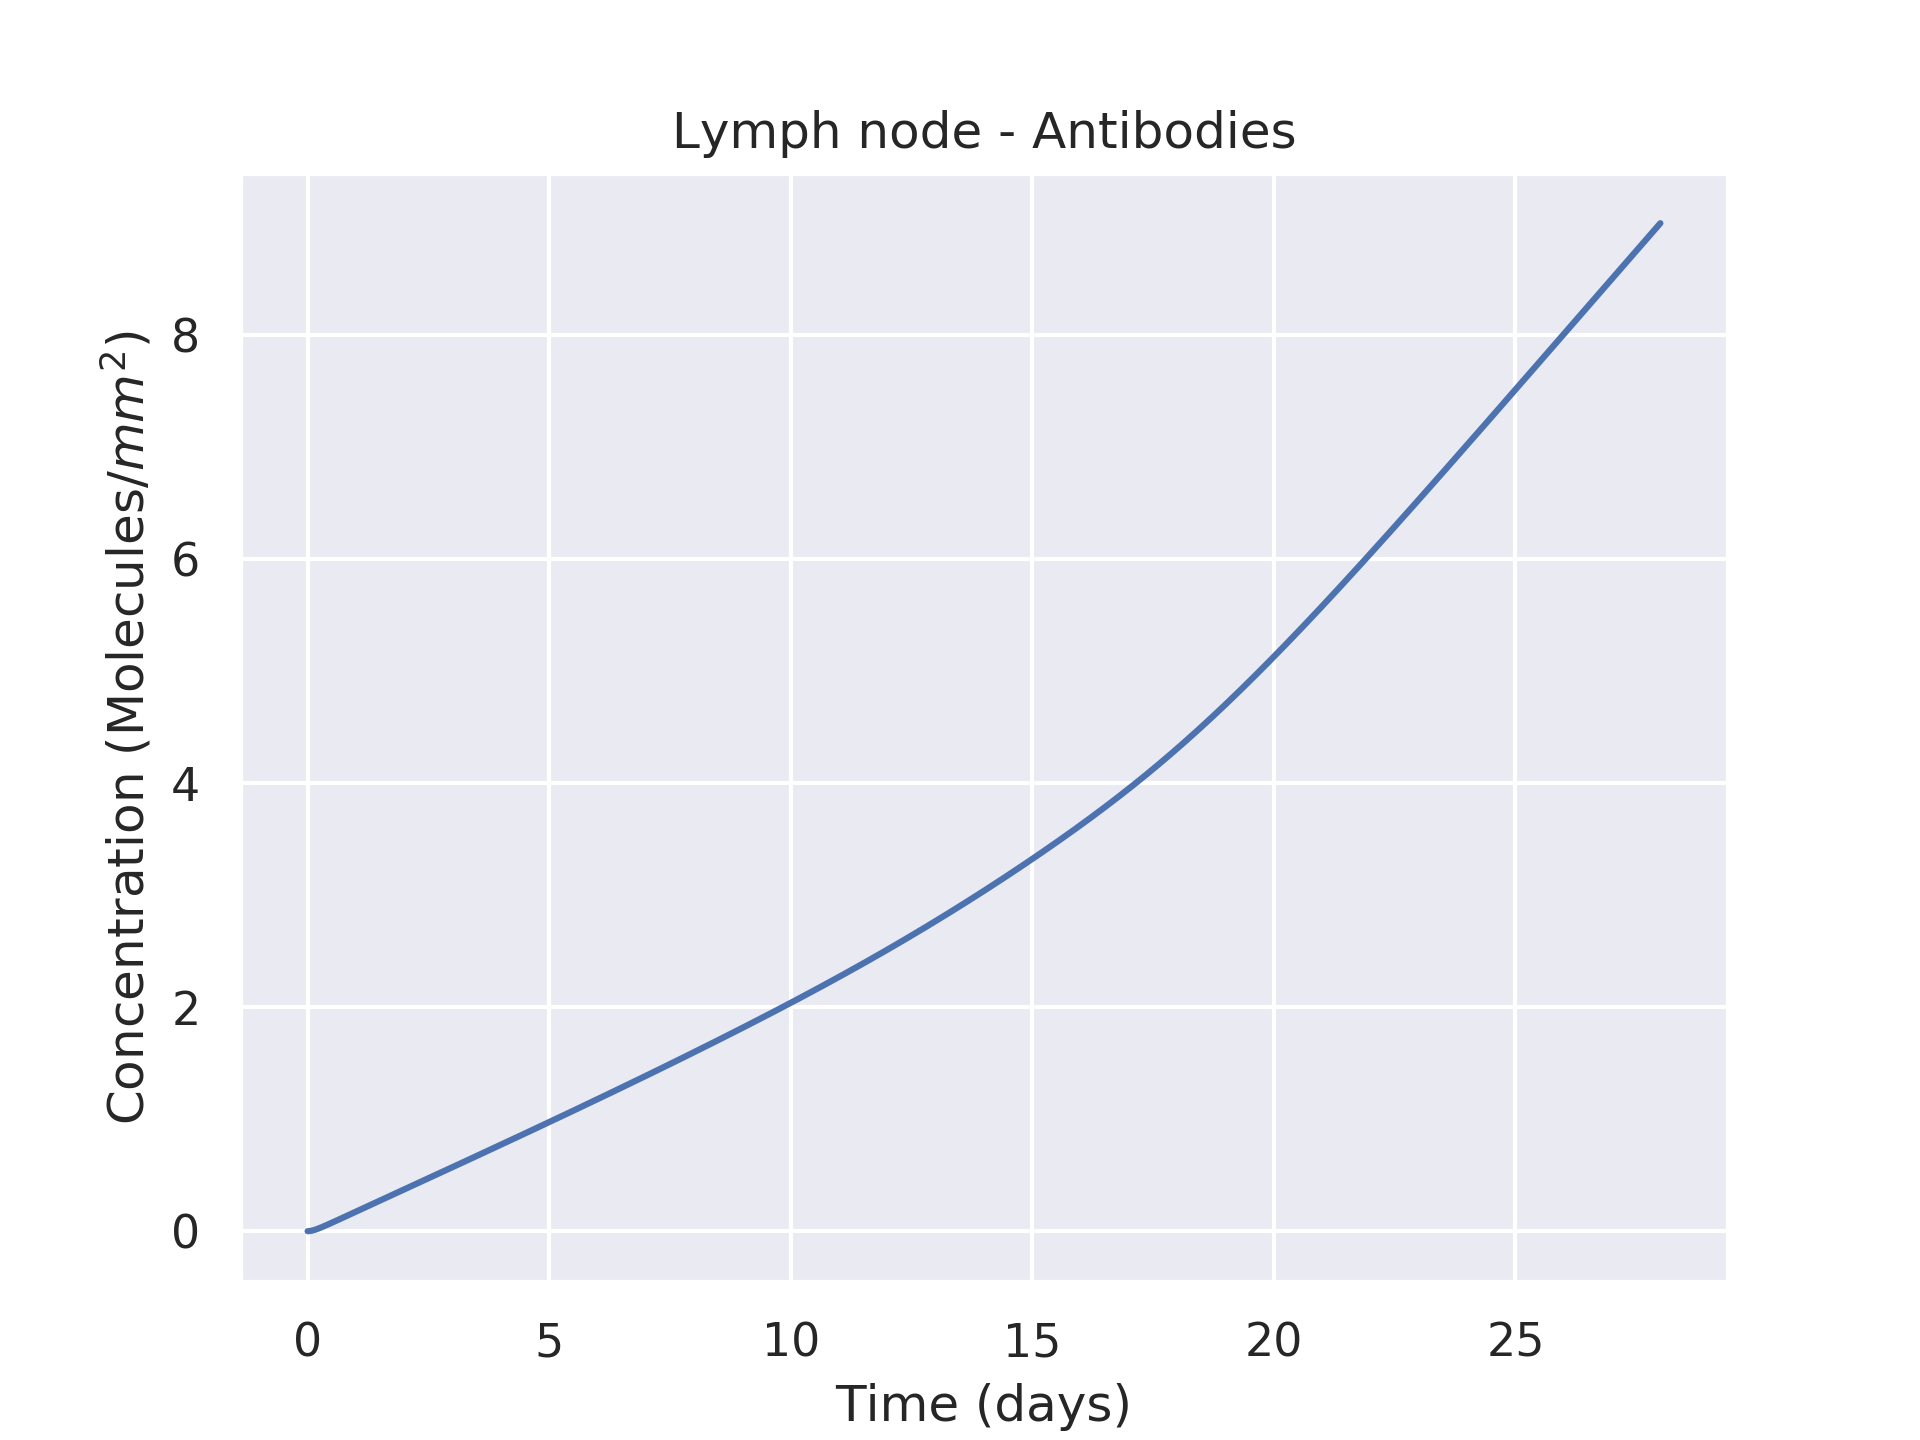 Lymph node - Antibodies
Concentration (Molecules/mm²)
8
6
4
2
0
0 5 10 15 20 25
Time (days)